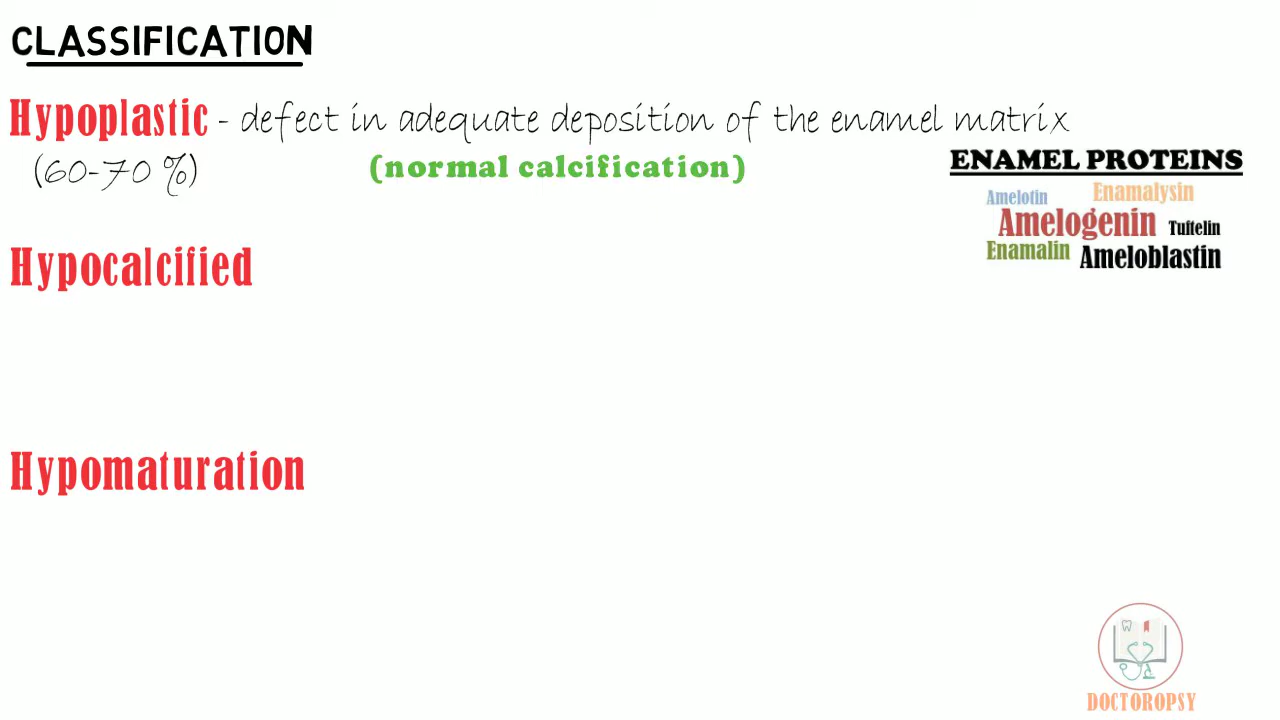 CLASSIFICATION
Hypoplastic - defect in adequate deposition of the enamel matrix
(60-70 %) (normal calcification)
ENAMEL PROTEINS
Amelotin Enamalysin
Amelogenin Tuftelin
Enamalin Ameloblastin
Hypocalcified
Hypomaturation
DOCTOROPSY